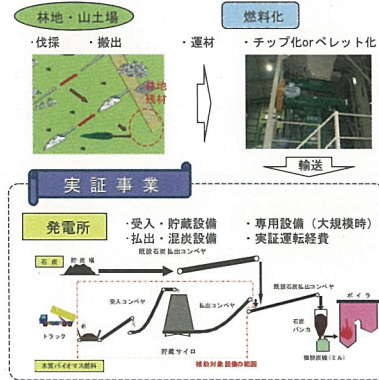 林地・山土場
燃料化
・伐採　・搬出
・運材
・チップ化orペレット化
林地
残材
輸送
実証事業
発電所
・受入・貯蔵設備
・専用設備（大規模時）
・払出・混炭設備
・実証運転経費
既設石炭払出コンベヤ
石炭
貯炭場
受入コンベヤ
払出コンベヤ
既設石炭払出コンベヤ
ボイラ
石炭
バンカ
トラック
貯蔵サイロ
微粉炭機(ミル)
木質バイオマス燃料
補助対象設備の範囲